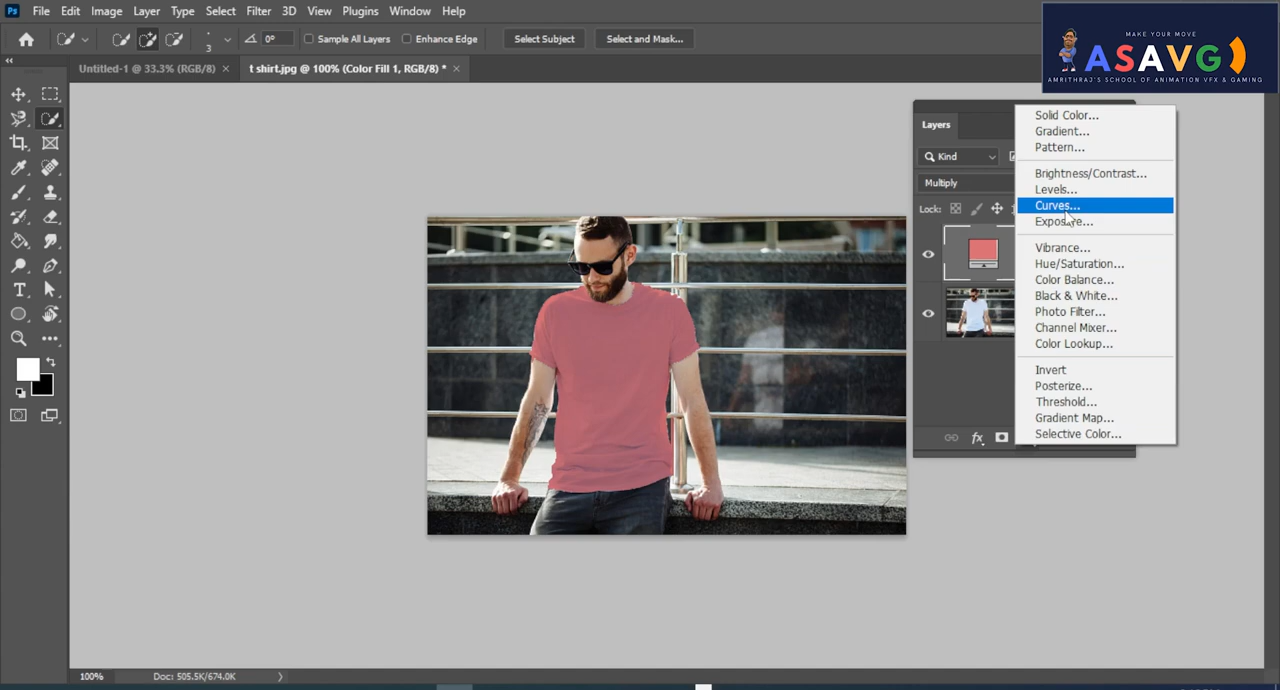 Ps File Edit Image Layer Type Select Filter 3D View Plugins Window Help
3 0° Sample All Layers Enhance Edge Select Subject Select and Mask...
Untitled-1 @ 33.3% (RGB/8) × t shirt.jpg @ 100% (Color Fill 1, RGB/8) * ×
MAKE YOUR MOVE
ASAVG
AMRITHRAJ'S SCHOOL OF ANIMATION VFX & GAMING
Layers
Kind
Multiply
Lock:
fx
Solid Color...
Gradient...
Pattern...
Brightness/Contrast...
Levels...
Curves...
Exposure...
Vibrance...
Hue/Saturation...
Color Balance...
Black & White...
Photo Filter...
Channel Mixer...
Color Lookup...
Invert
Posterize...
Threshold...
Gradient Map...
Selective Color...
100% Doc: 505.5K/674.0K